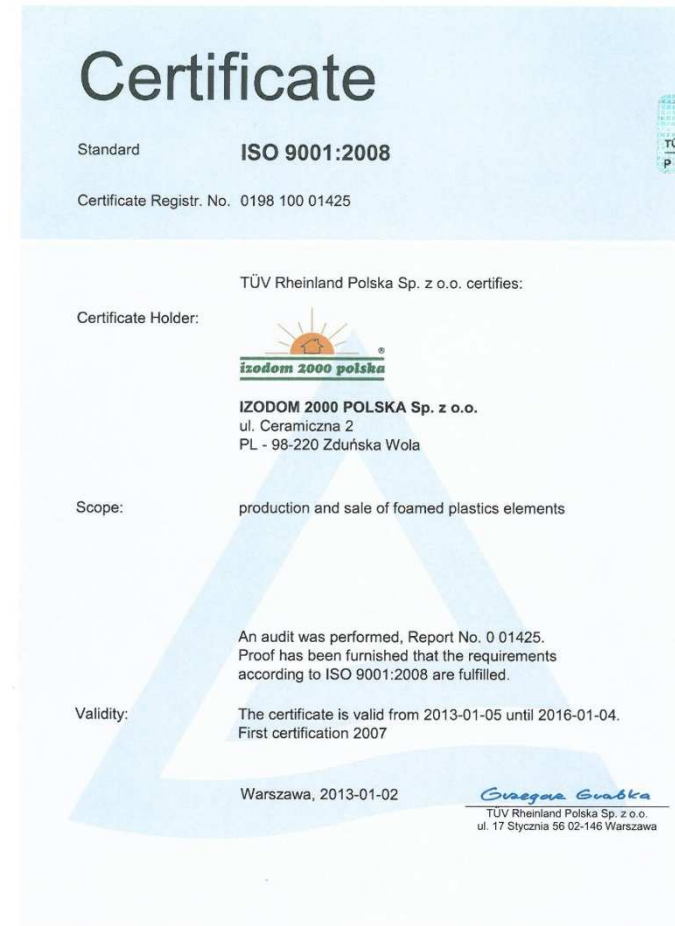 Certificate
Standard ISO 9001:2008
Certificate Registr. No. 0198 100 01425
TÜV Rheinland Polska Sp. z o.o. certifies:
Certificate Holder:
®
izodom 2000 polska
IZODOM 2000 POLSKA Sp. z o.o.
ul. Ceramiczna 2
PL - 98-220 Zduńska Wola
Scope: production and sale of foamed plastics elements
An audit was performed, Report No. 0 01425.
Proof has been furnished that the requirements
according to ISO 9001:2008 are fulfilled.
Validity: The certificate is valid from 2013-01-05 until 2016-01-04.
First certification 2007
Warszawa, 2013-01-02
TÜV Rheinland Polska Sp. z o.o.
ul. 17 Stycznia 56 02-146 Warszawa